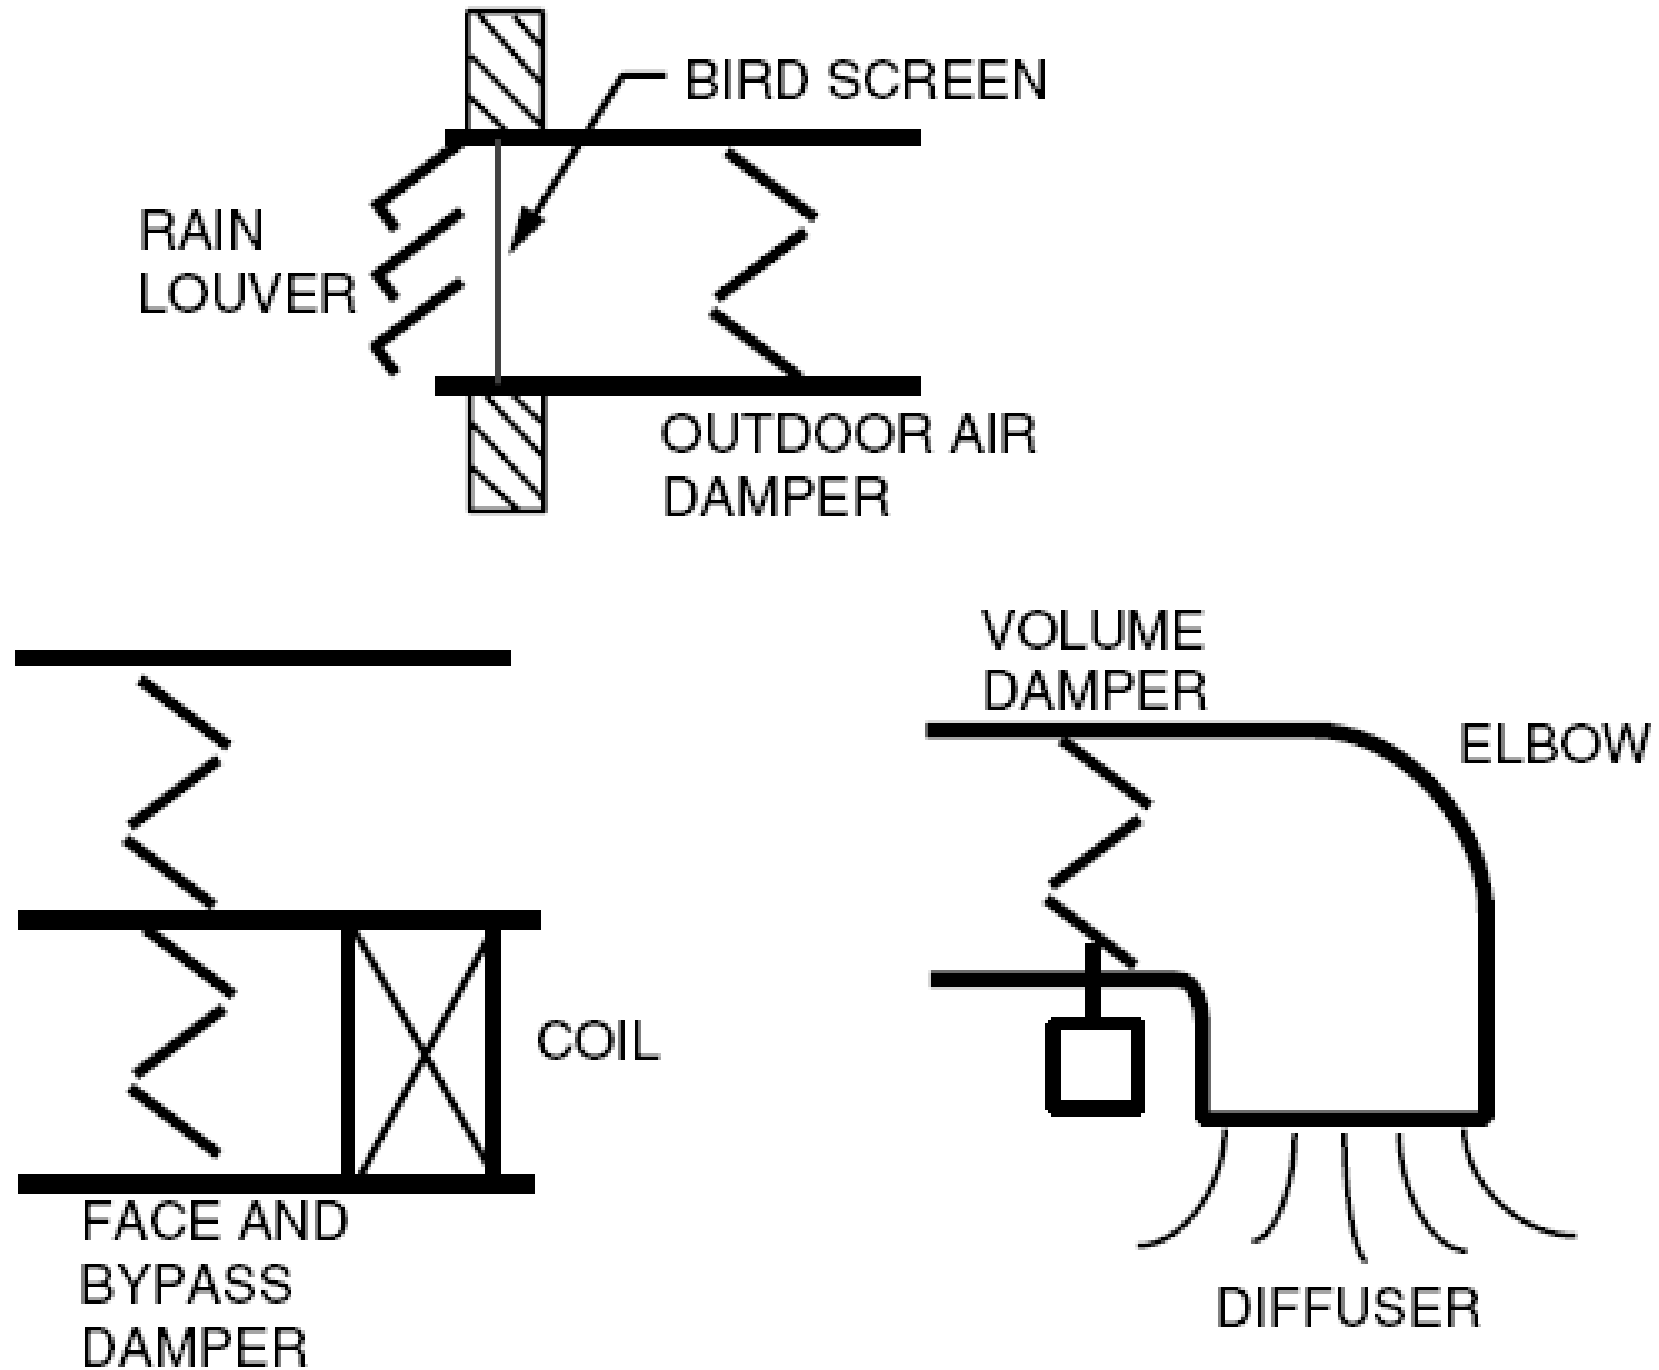 BIRD SCREEN
RAIN
LOUVER
OUTDOOR AIR
DAMPER
VOLUME
DAMPER
ELBOW
COIL
FACE AND
BYPASS
DAMPER
DIFFUSER